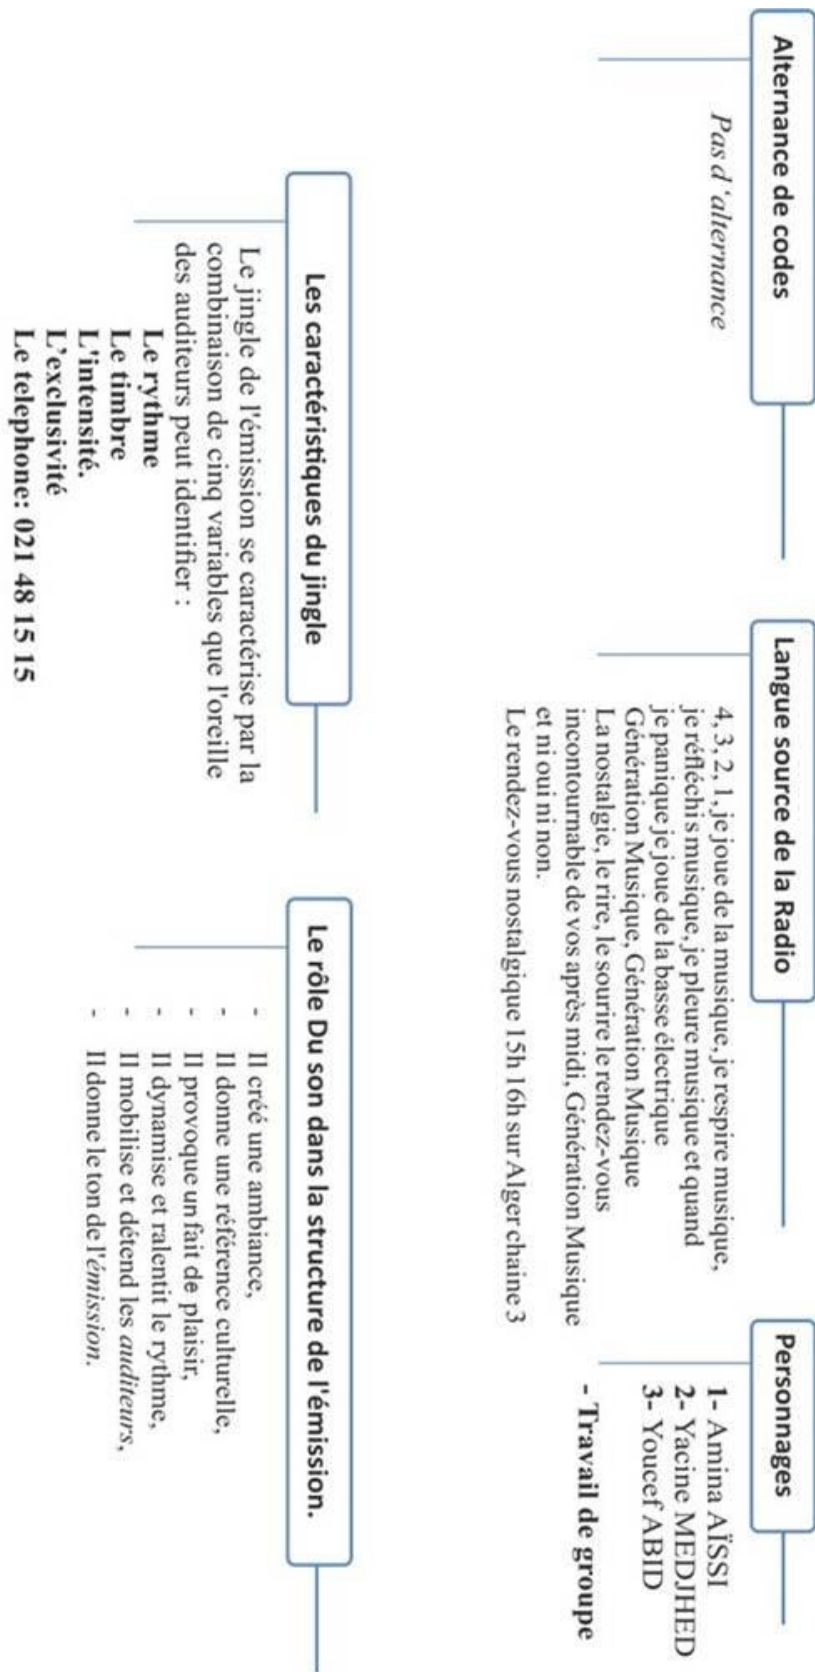 Alternance de codes
Pas d 'alternance
Langue source de la Radio
4, 3, 2, 1, je joue de la musique, je respire musique,
je réfléchis musique, je pleure musique et quand
je panique je joue de la basse électrique
Génération Musique, Génération Musique
La nostalgie, le rire, le sourire le rendez-vous
incontournable de vos après midi, Génération Musique
et ni oui ni non.
Le rendez-vous nostalgique 15h 16h sur Alger chaine 3
Personnages
1- Amina AÏSSI
2- Yacine MEDJHED
3- Youcef ABID
- Travail de groupe
Les caractéristiques du jingle
Le jingle de l'émission se caractérise par la
combinaison de cinq variables que l'oreille
des auditeurs peut identifier :
Le rythme
Le timbre
L'intensité.
L'exclusivité
Le telephone: 021 48 15 15
Le rôle Du son dans la structure de l'émission.
- Il créé une ambiance,
- Il donne une référence culturelle,
- Il provoque un fait de plaisir,
- Il dynamise et ralentit le rythme,
- Il mobilise et détend les auditeurs,
- Il donne le ton de l'émission.